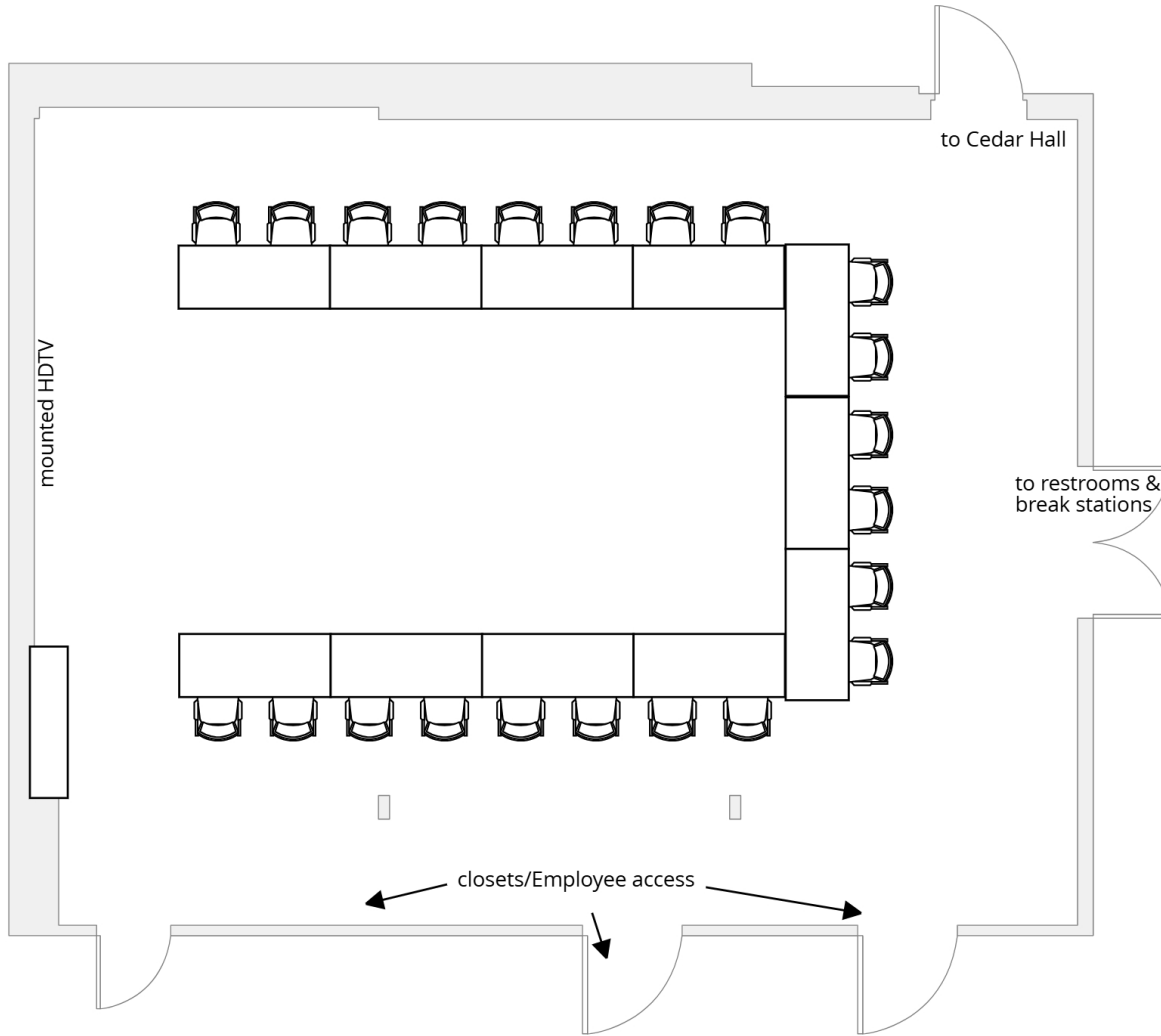 to Cedar Hall
mounted HDTV
to restrooms &
break stations
closets/Employee access